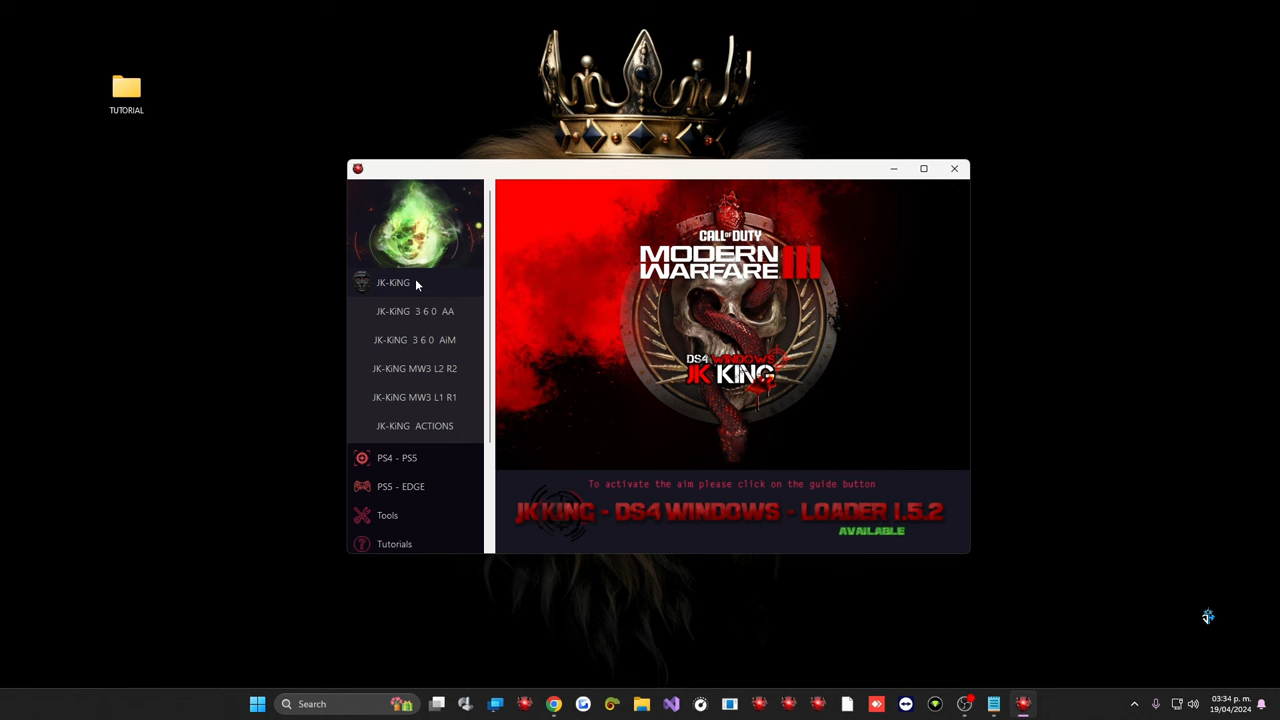 TUTORIAL
JK-KiNG
JK-KiNG 3 6 0 AA
JK-KiNG 3 6 0 AiM
JK-KiNG MW3 L2 R2
JK-KiNG MW3 L1 R1
JK-KiNG ACTIONS
PS4 - PS5
PS5 - EDGE
Tools
Tutorials
CALL OF DUTY
MODERN
WARFARE III
DS4 WINDOWS
JK KING
To activate the aim please click on the guide button
JK KING - DS4 WINDOWS - LOADER 1.5.2
AVAILABLE
Search
03:34 p. m.
19/04/2024